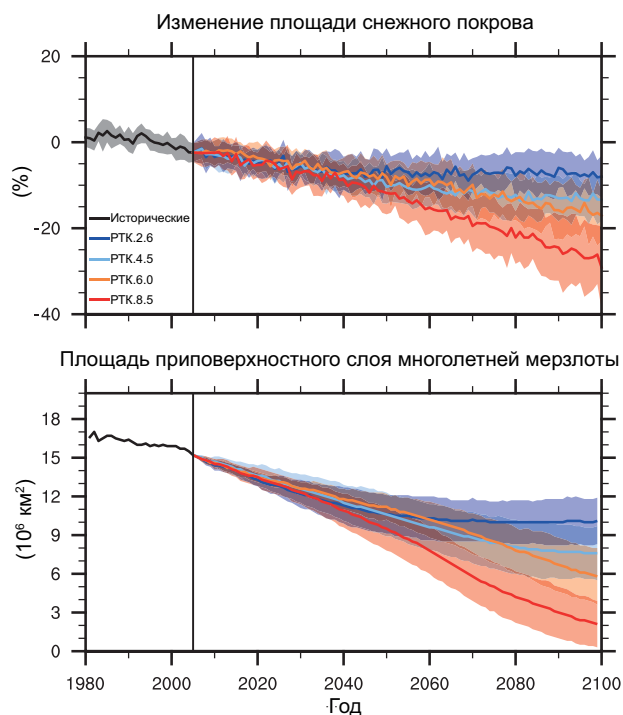 Изменение площади снежного покрова
20
0
-20
-40
(%)
Исторические
РТК.2.6
РТК.4.5
РТК.6.0
РТК.8.5
Площадь приповерхностного слоя многолетней мерзлоты
18
15
12
9
6
3
0
(10⁶ км²)
1980 2000 2020 2040 2060 2080 2100
Год